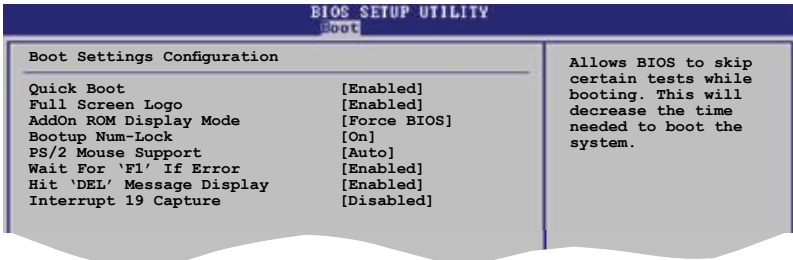 BIOS SETUP UTILITY
Boot
Boot Settings Configuration
Quick Boot [Enabled]
Full Screen Logo [Enabled]
AddOn ROM Display Mode [Force BIOS]
Bootup Num-Lock [On]
PS/2 Mouse Support [Auto]
Wait For ‘F1’ If Error [Enabled]
Hit ‘DEL’ Message Display [Enabled]
Interrupt 19 Capture [Disabled]
Allows BIOS to skip
certain tests while
booting. This will
decrease the time
needed to boot the
system.